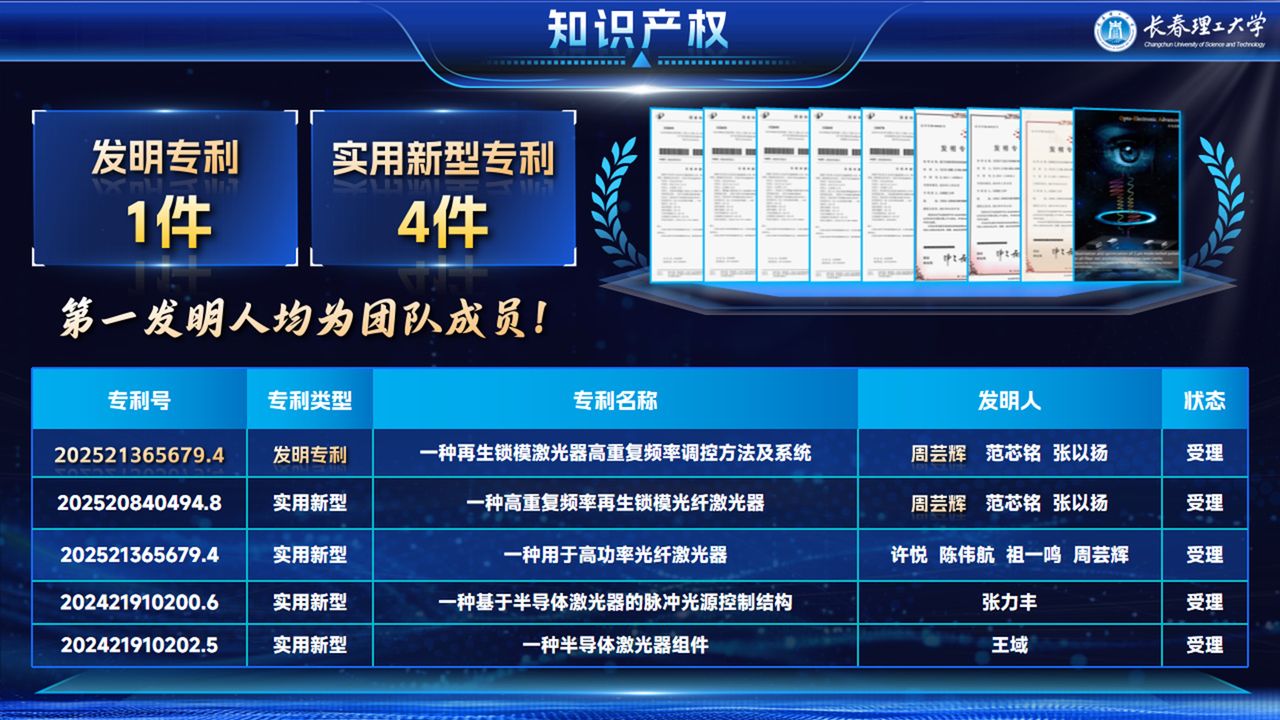 知识产权
长春理工大学
Changchun University of Science and Technology
发明专利
1件
实用新型专利
4件
Opto-Electronic Advances
第一发明人均为团队成员！
专利号 专利类型 专利名称 发明人 状态
202521365679.4 发明专利 一种再生锁模激光器高重复频率调控方法及系统 周芸辉 范芯铭 张以扬 受理
202520840494.8 实用新型 一种高重复频率再生锁模光纤激光器 周芸辉 范芯铭 张以扬 受理
202521365679.4 实用新型 一种用于高功率光纤激光器 许悦 陈伟航 祖一鸣 周芸辉 受理
202421910200.6 实用新型 一种基于半导体激光器的脉冲光源控制结构 张力丰 受理
202421910202.5 实用新型 一种半导体激光器组件 王域 受理